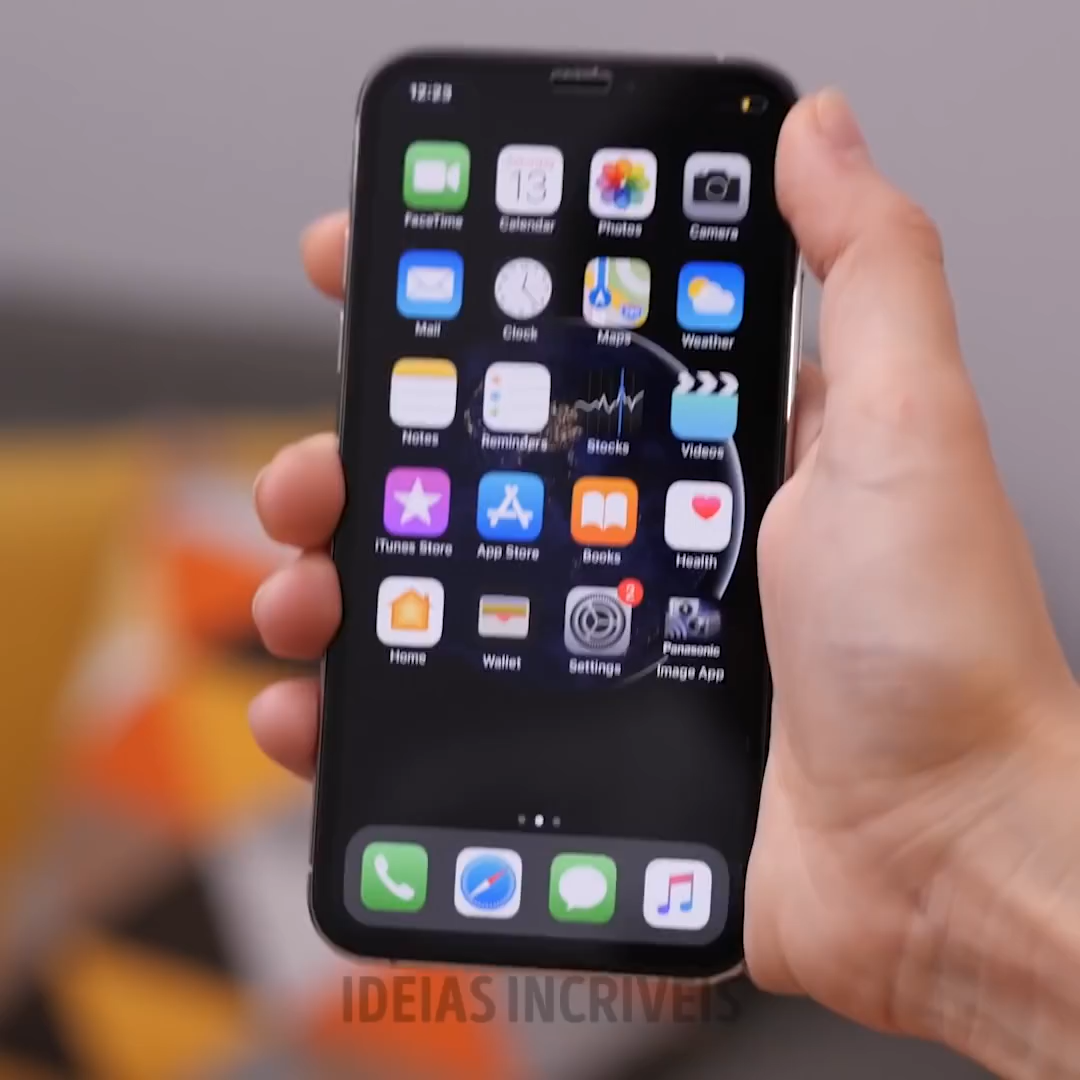 12:23
13
FaceTime Calendar Photos Camera
Mail Clock Maps Weather
Notes Reminders Stocks Videos
iTunes Store App Store Books Health
2
Panasonic
Home Wallet Settings Image App
IDEIAS INCRIVEIS